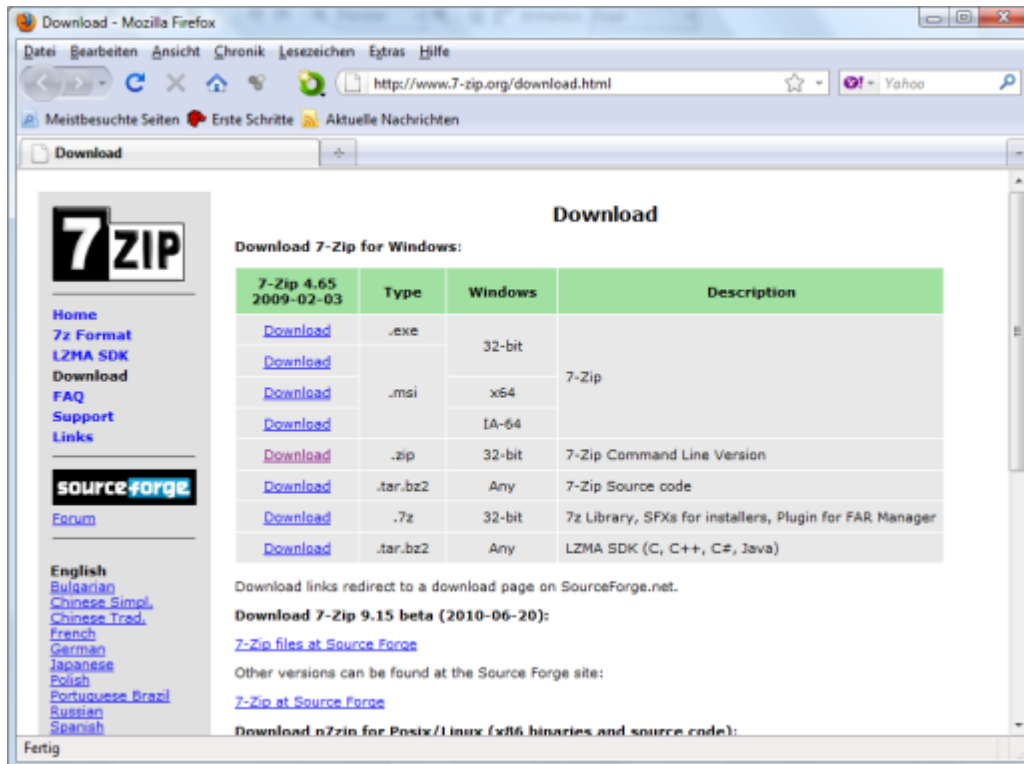 Download - Mozilla Firefox
Datei Bearbeiten Ansicht Chronik Lesezeichen Extras Hilfe
http://www.7-zip.org/download.html
Yahoo
Meistbesuchte Seiten Erste Schritte Aktuelle Nachrichten
Download
7ZIP
Home
7z Format
LZMA SDK
Download
FAQ
Support
Links
sourceforge
Forum
English
Bulgarian
Chinese Simpl.
Chinese Trad.
French
German
Japanese
Polish
Portuguese Brazil
Russian
Spanish
Download
Download 7-Zip for Windows:
7-Zip 4.65 2009-02-03 Type Windows Description
Download .exe 32-bit 7-Zip
Download .msi
Download x64
Download IA-64
Download .zip 32-bit 7-Zip Command Line Version
Download .tar.bz2 Any 7-Zip Source code
Download .7z 32-bit 7z Library, SFXs for installers, Plugin for FAR Manager
Download .tar.bz2 Any LZMA SDK (C, C++, C#, Java)
Download links redirect to a download page on SourceForge.net.
Download 7-Zip 9.15 beta (2010-06-20):
7-Zip files at Source Forge
Other versions can be found at the Source Forge site:
7-Zip at Source Forge
Download p7zip for Posix/Linux (x86 binaries and source code):
Fertig